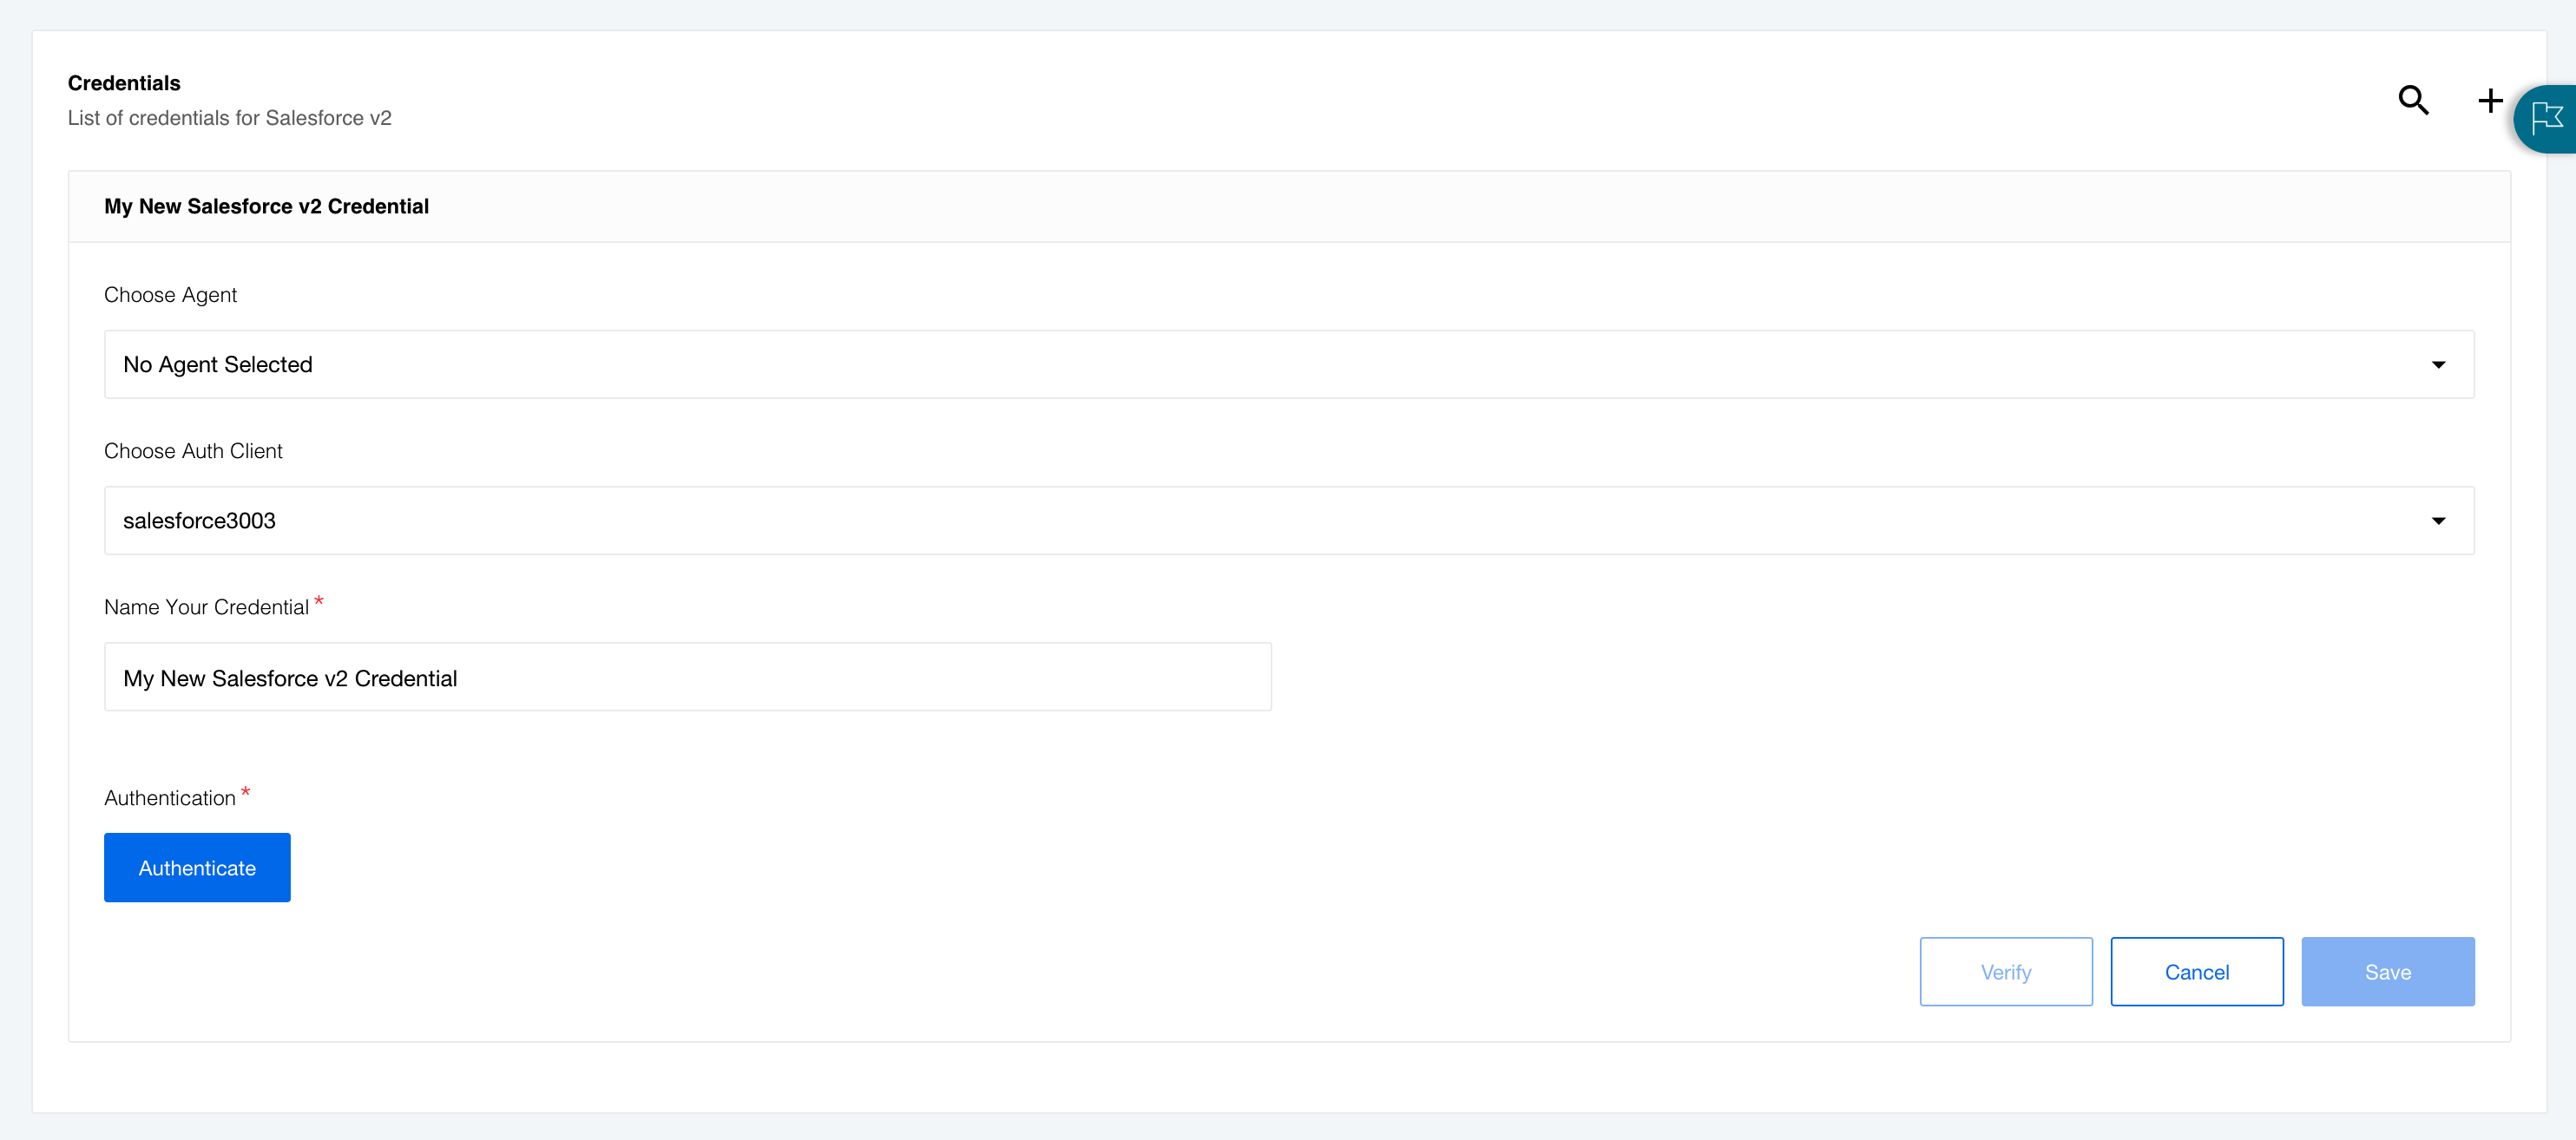 Credentials
List of credentials for Salesforce v2
My New Salesforce v2 Credential
Choose Agent
No Agent Selected
Choose Auth Client
salesforce3003
Name Your Credential *
My New Salesforce v2 Credential
Authentication *
Authenticate
Verify Cancel Save